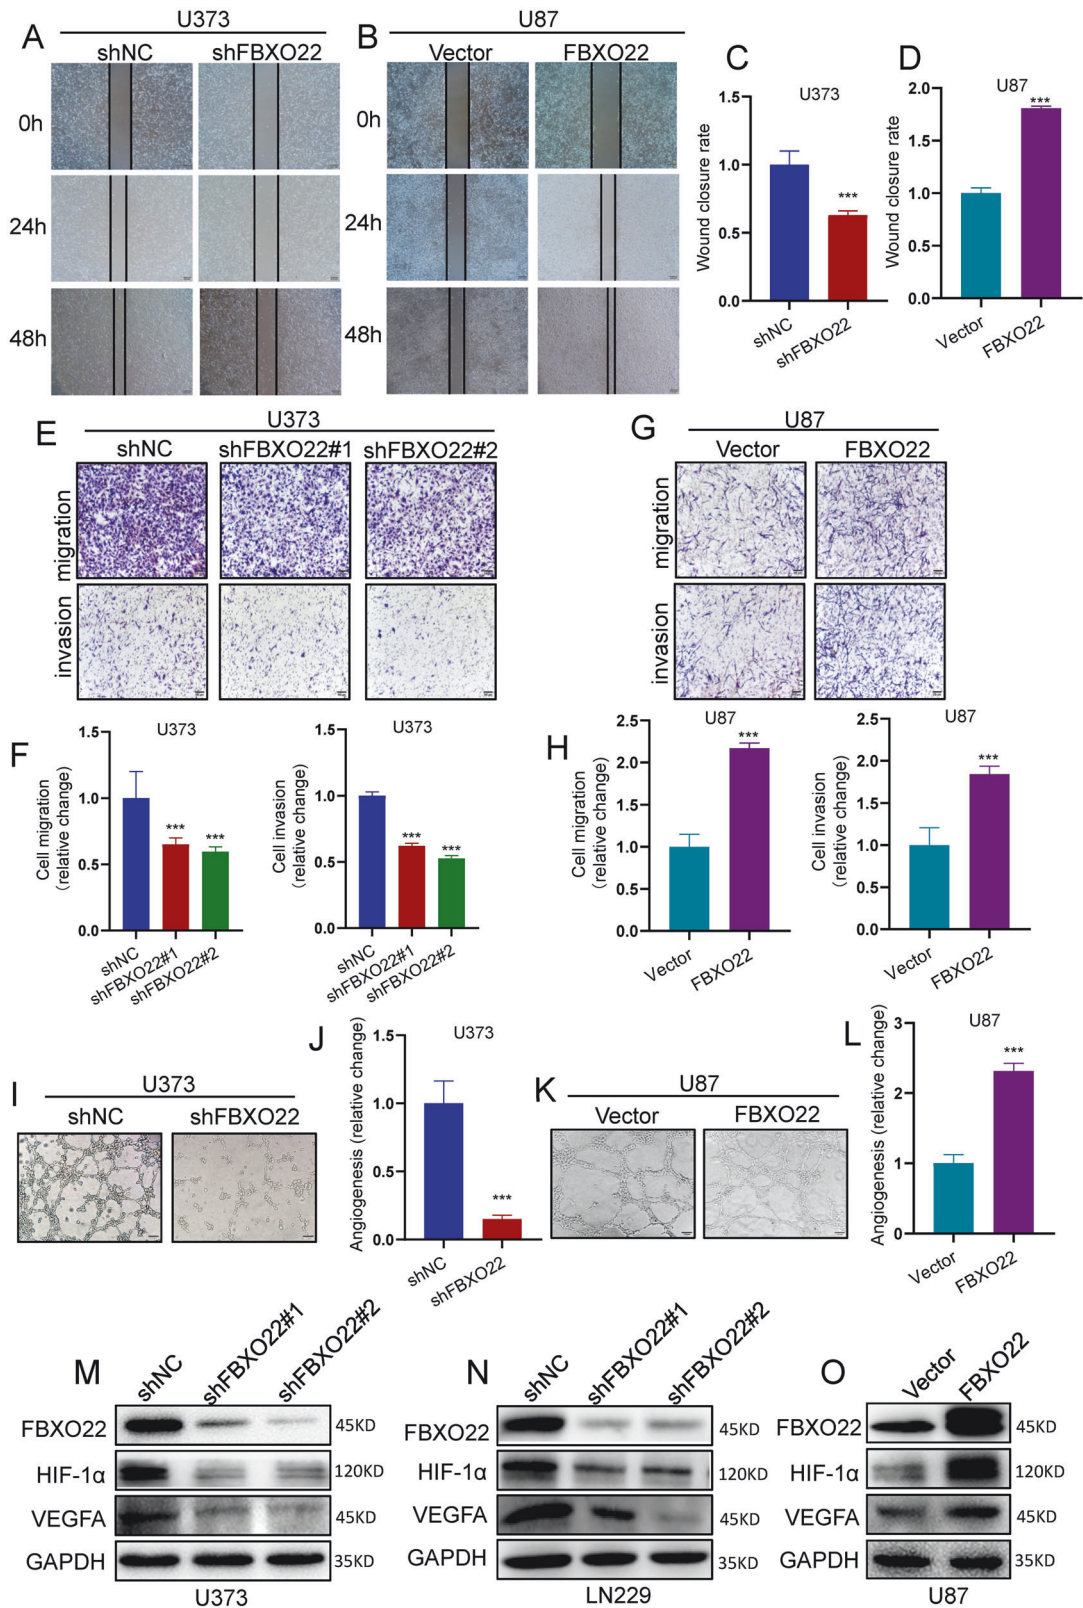 A
U373
shNC shFBXO22
0h
24h
48h
B
U87
Vector FBXO22
0h
24h
48h
C
U373
Wound closure rate
1.5
1.0
0.5
0.0
shNC
shFBXO22
***
D
U87
Wound closure rate
2.0
1.5
1.0
0.5
0.0
Vector
FBXO22
***
E
U373
shNC shFBXO22#1 shFBXO22#2
migration
invasion
G
U87
Vector FBXO22
migration
invasion
F
U373
Cell migration
(relative change)
1.5
1.0
0.5
0.0
*** ***
shNC
shFBXO22#1
shFBXO22#2
U373
Cell invasion
(relative change)
1.5
1.0
0.5
0.0
*** ***
shNC
shFBXO22#1
shFBXO22#2
H
U87
Cell migration
(relative change)
2.5
2.0
1.5
1.0
0.5
0.0
***
Vector
FBXO22
U87
Cell invasion
(relative change)
2.5
2.0
1.5
1.0
0.5
0.0
***
Vector
FBXO22
I
U373
shNC shFBXO22
J
U373
Angiogenesis (relative change)
1.5
1.0
0.5
0.0
***
shNC
shFBXO22
K
U87
Vector FBXO22
L
U87
Angiogenesis (relative change)
3
2
1
0
***
Vector
FBXO22
M
shNC shFBXO22#1 shFBXO22#2
FBXO22 45KD
HIF-1α 120KD
VEGFA 45KD
GAPDH 35KD
U373
N
shNC shFBXO22#1 shFBXO22#2
FBXO22 45KD
HIF-1α 120KD
VEGFA 45KD
GAPDH 35KD
LN229
O
Vector FBXO22
FBXO22 45KD
HIF-1α 120KD
VEGFA 45KD
GAPDH 35KD
U87